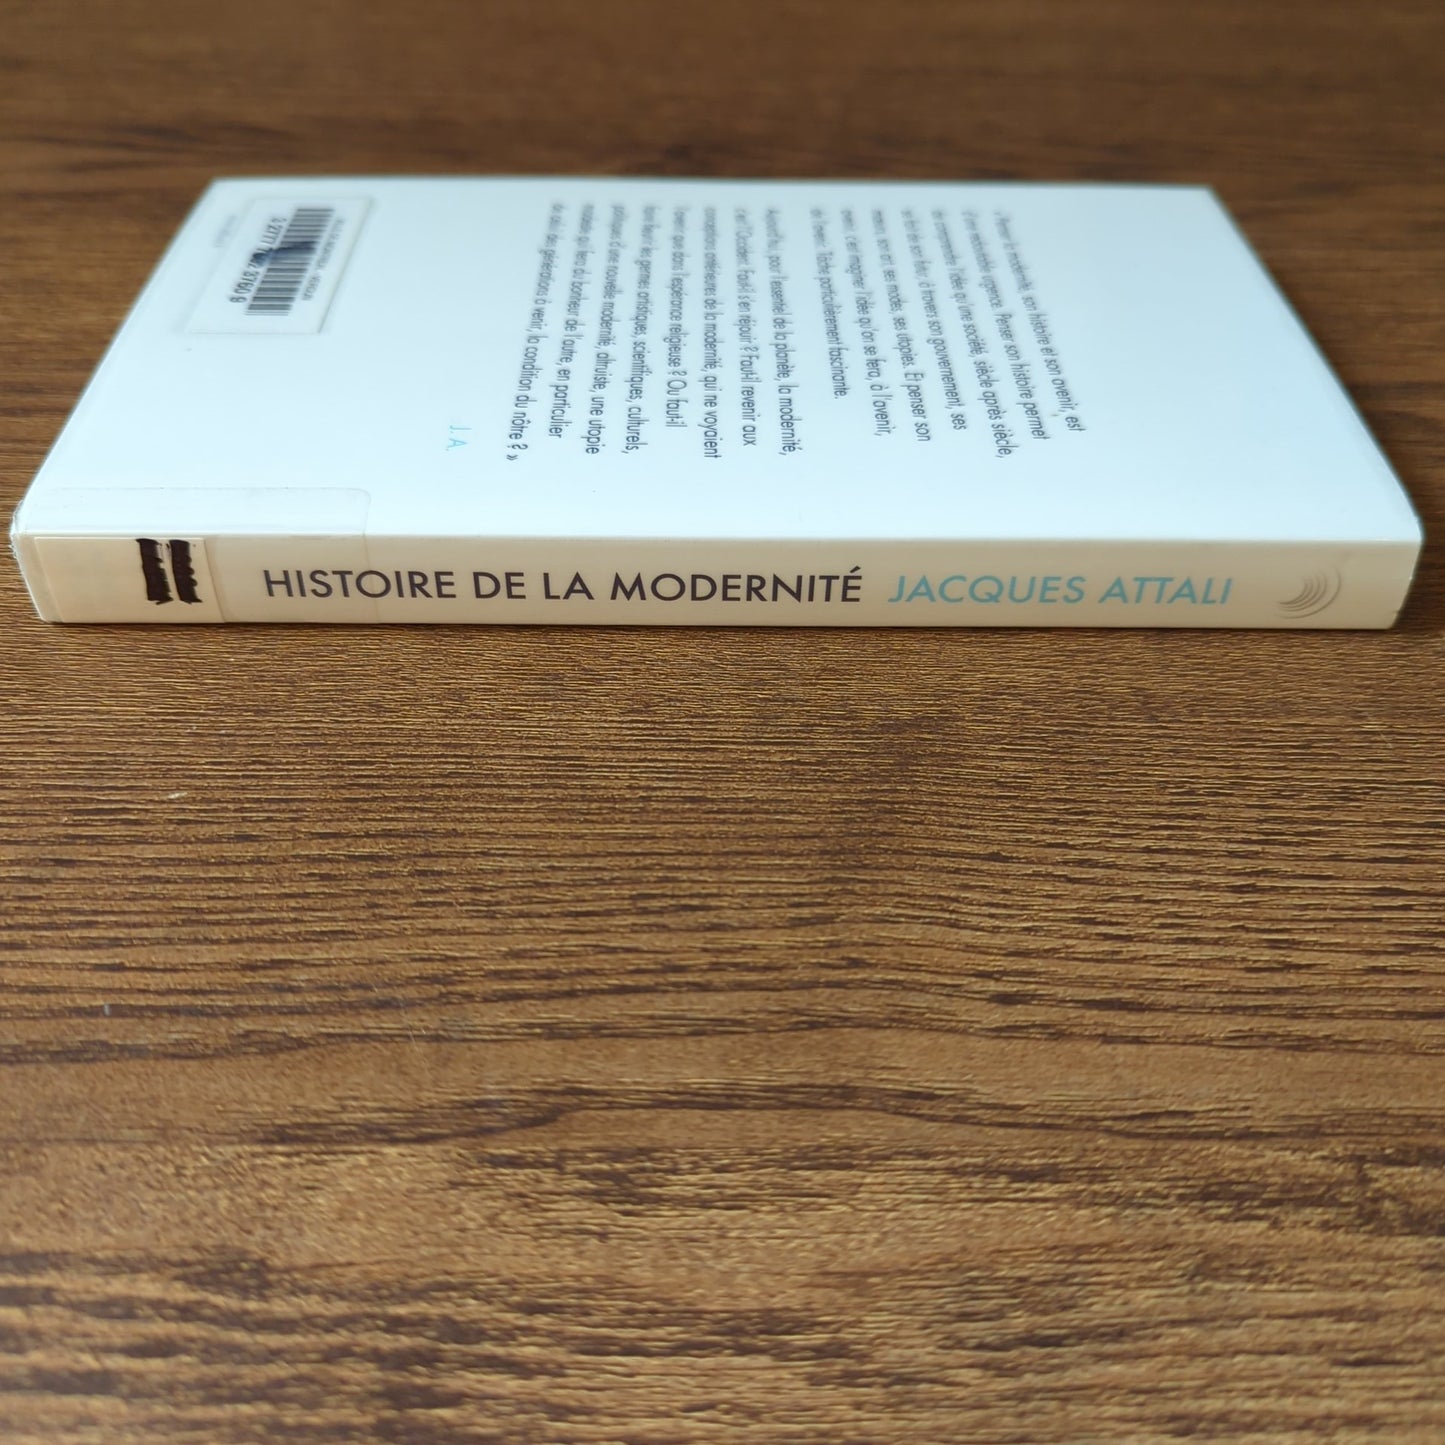 HISTOIRE DE LA MODERNITÉ JACQUES ATTALI
« Penser la modernité, son histoire et son avenir, est
d'une redoutable urgence. Penser son histoire permet
de comprendre l'idée qu'une société, siècle après siècle,
se fait de son futur, à travers son gouvernement, ses
mœurs, son art, ses modes, ses utopies. Et penser son
avenir, c'est imaginer l'idée qu'on se fera, à l'avenir,
de l'avenir. Tâche particulièrement fascinante.
Aujourd'hui, pour l'essentiel de la planète, la modernité,
c'est l'Occident. Faut-il s'en réjouir ? Faut-il revenir aux
conceptions antérieures de la modernité, qui ne voyaient
l'avenir que dans l'espérance religieuse ? Ou faut-il
faire fleurir les germes artistiques, scientifiques, culturels,
politiques d'une nouvelle modernité, altruiste, une utopie
modeste qui fera du bonheur de l'autre, en particulier
de celui des générations à venir, la condition du nôtre ? »
J. A.